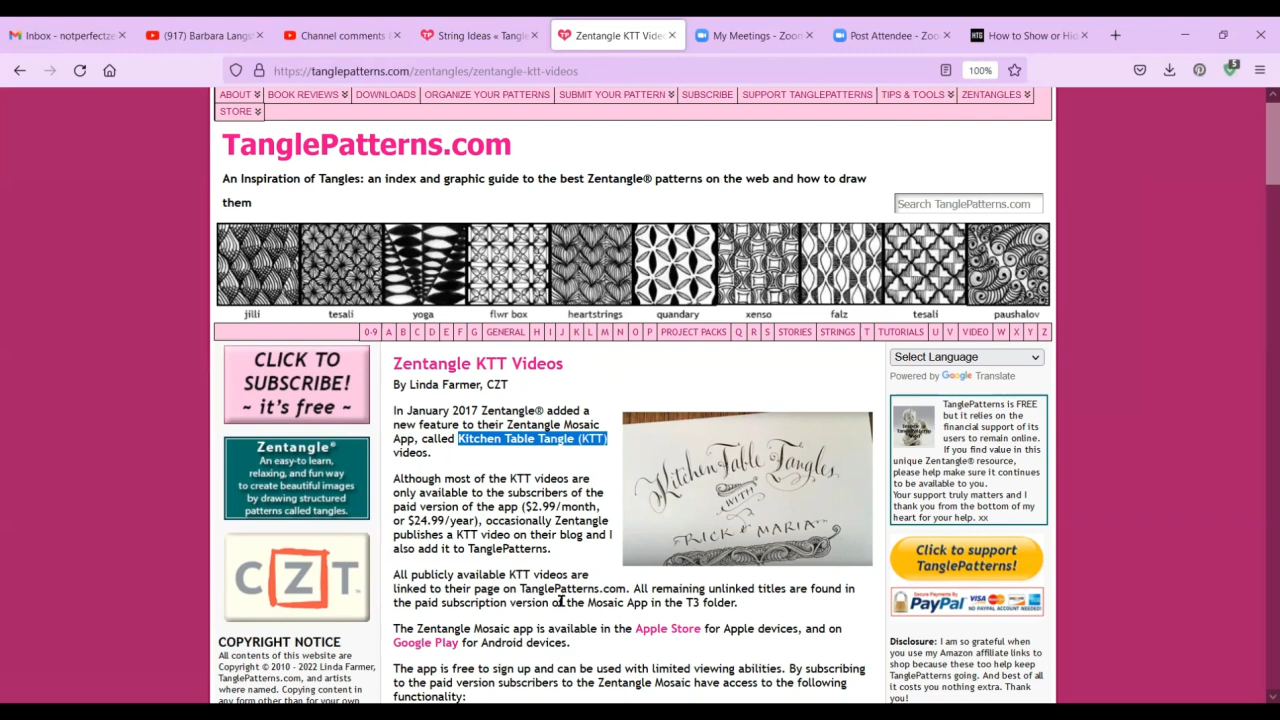 Inbox - notperfectze
(917) Barbara Langs
Channel comments &
String Ideas « Tangle
Zentangle KTT Video
My Meetings - Zoom
Post Attendee - Zoo
HTG How to Show or Hid
https://tanglepatterns.com/zentangles/zentangle-ktt-videos
100%
5
ABOUT
BOOK REVIEWS
DOWNLOADS
ORGANIZE YOUR PATTERNS
SUBMIT YOUR PATTERN
SUBSCRIBE
SUPPORT TANGLEPATTERNS
TIPS & TOOLS
ZENTANGLES
STORE
TanglePatterns.com
An Inspiration of Tangles: an index and graphic guide to the best Zentangle® patterns on the web and how to draw
them
Search TanglePatterns.com
jilli tesali yoga flwr box heartstrings quandary xenso falz tesali paushalov
0-9 A B C D E F G GENERAL H I J K L M N O P PROJECT PACKS Q R S STORIES STRINGS T TUTORIALS U V VIDEO W X Y Z
CLICK TO
SUBSCRIBE!
~ it's free ~
Zentangle®
An easy-to learn,
relaxing, and fun way
to create beautiful images
by drawing structured
patterns called tangles.
CZT
COPYRIGHT NOTICE
All contents of this website are
Copyright © 2010 - 2022 Linda Farmer,
TanglePatterns.com, and artists
where named. Copying content in
any form other than for your own
Zentangle KTT Videos
By Linda Farmer, CZT
In January 2017 Zentangle® added a
new feature to their Zentangle Mosaic
App, called Kitchen Table Tangle (KTT)
videos.
Although most of the KTT videos are
only available to the subscribers of the
paid version of the app ($2.99/month,
or $24.99/year), occasionally Zentangle
publishes a KTT video on their blog and I
also add it to TanglePatterns.
Kitchen Table Tangles
WITH
RICK & MARIA
All publicly available KTT videos are
linked to their page on TanglePatterns.com. All remaining unlinked titles are found in
the paid subscription version of the Mosaic App in the T3 folder.
The Zentangle Mosaic app is available in the Apple Store for Apple devices, and on
Google Play for Android devices.
The app is free to sign up and can be used with limited viewing abilities. By subscribing
to the paid version subscribers to the Zentangle Mosaic have access to the following
functionality:
Select Language
Powered by Google Translate
TanglePatterns is FREE
but it relies on the
financial support of its
users to remain online.
If you find value in this
unique Zentangle® resource,
please help make sure it continues
to be available to you.
Your support truly matters and I
thank you from the bottom of my
heart for your help. xx
Click to support
TanglePatterns!
Secure Payments By
PayPal VISA
Disclosure: I am so grateful when
you use my Amazon affiliate links to
shop because these too help keep
TanglePatterns going. And best of all
it costs you nothing extra. Thank
you!